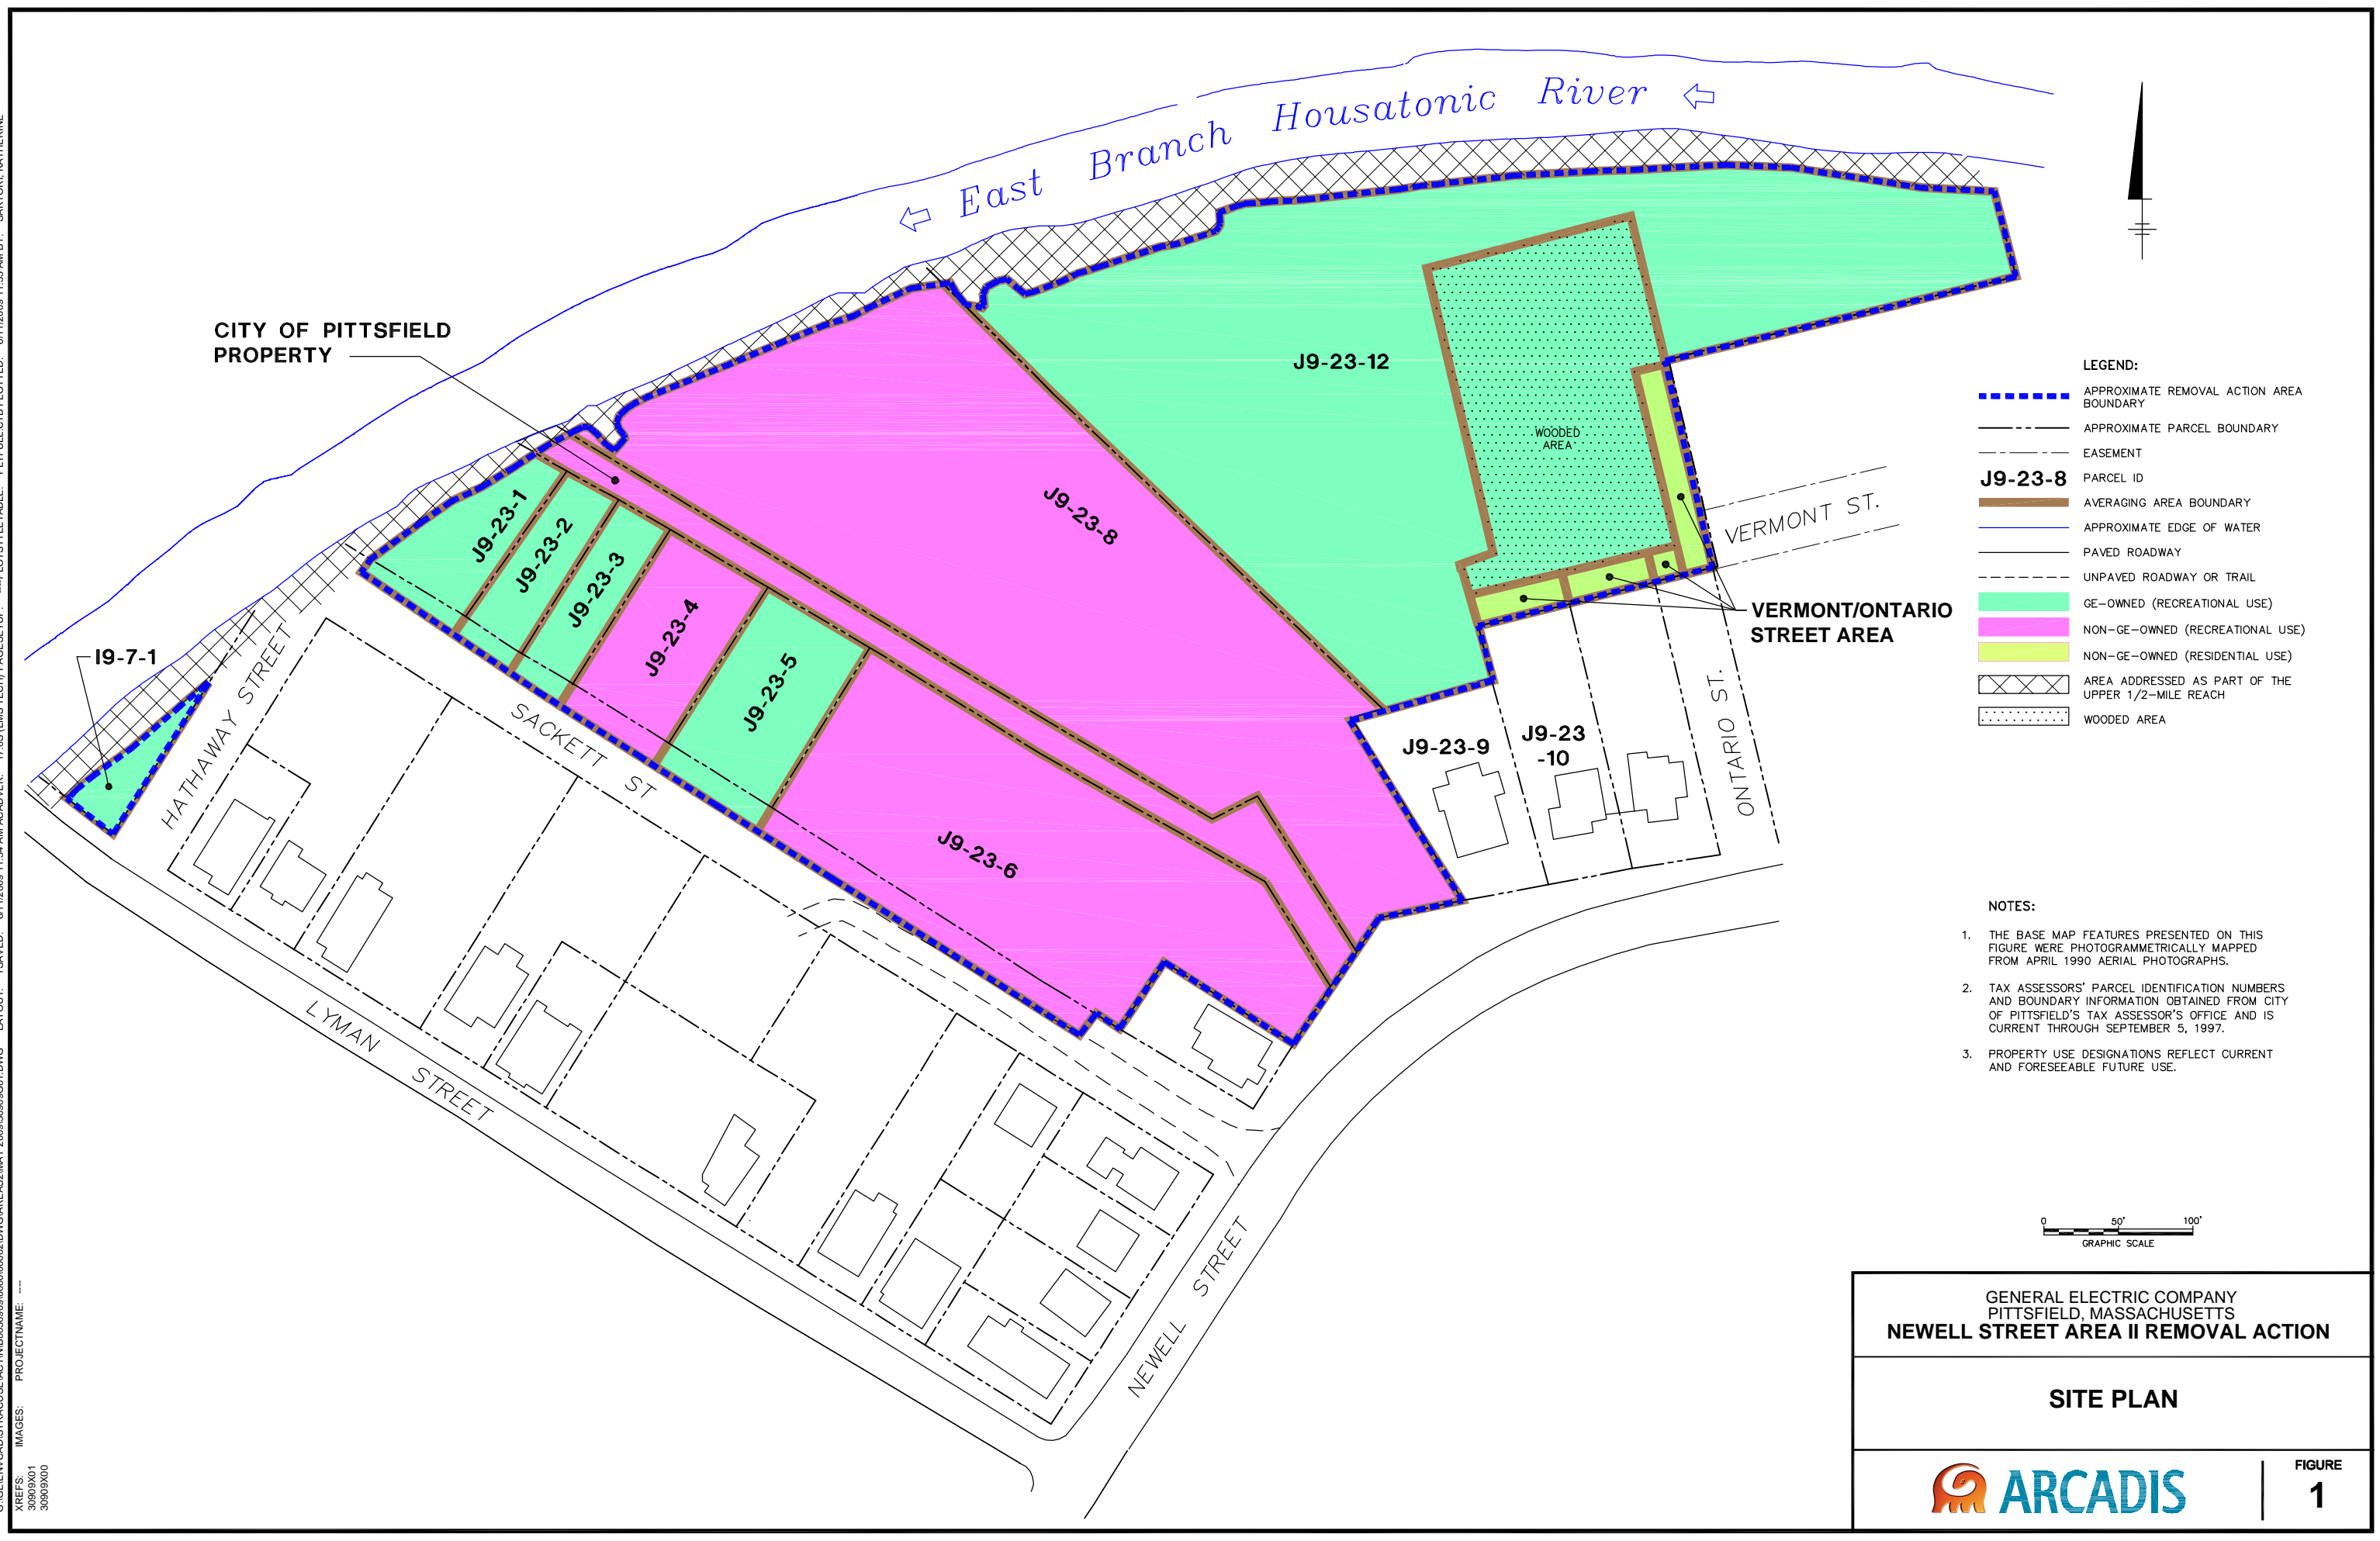 East Branch Housatonic River
CITY OF PITTSFIELD
PROPERTY
J9-23-12
WOODED
AREA
J9-23-8
J9-23-1
J9-23-2
J9-23-3
J9-23-4
J9-23-5
J9-23-6
I9-7-1
VERMONT ST.
VERMONT/ONTARIO
STREET AREA
J9-23-9
J9-23
-10
ONTARIO ST.
HATHAWAY STREET
SACKETT ST
LYMAN STREET
NEWELL STREET
LEGEND:
APPROXIMATE REMOVAL ACTION AREA
BOUNDARY
APPROXIMATE PARCEL BOUNDARY
EASEMENT
J9-23-8 PARCEL ID
AVERAGING AREA BOUNDARY
APPROXIMATE EDGE OF WATER
PAVED ROADWAY
UNPAVED ROADWAY OR TRAIL
GE-OWNED (RECREATIONAL USE)
NON-GE-OWNED (RECREATIONAL USE)
NON-GE-OWNED (RESIDENTIAL USE)
AREA ADDRESSED AS PART OF THE
UPPER 1/2-MILE REACH
WOODED AREA
NOTES:
1. THE BASE MAP FEATURES PRESENTED ON THIS
FIGURE WERE PHOTOGRAMMETRICALLY MAPPED
FROM APRIL 1990 AERIAL PHOTOGRAPHS.
2. TAX ASSESSORS' PARCEL IDENTIFICATION NUMBERS
AND BOUNDARY INFORMATION OBTAINED FROM CITY
OF PITTSFIELD'S TAX ASSESSOR'S OFFICE AND IS
CURRENT THROUGH SEPTEMBER 5, 1997.
3. PROPERTY USE DESIGNATIONS REFLECT CURRENT
AND FORESEEABLE FUTURE USE.
0 50' 100'
GRAPHIC SCALE
GENERAL ELECTRIC COMPANY
PITTSFIELD, MASSACHUSETTS
NEWELL STREET AREA II REMOVAL ACTION
SITE PLAN
ARCADIS
FIGURE
1
XREFS: IMAGES: PROJECTNAME: ----
30909X01
30909X00